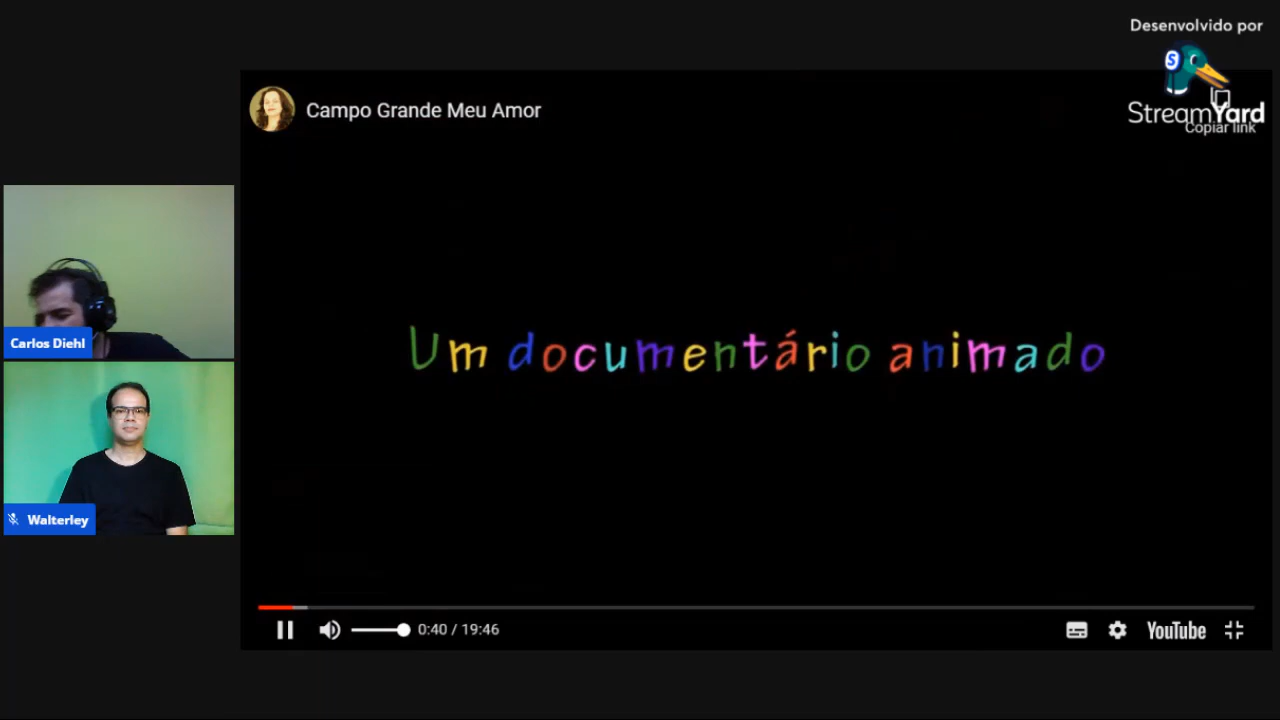 Desenvolvido por
StreamYard
Copiar link
Campo Grande Meu Amor
Um documentário animado
Carlos Diehl
Walterley
0:40 / 19:46
YouTube